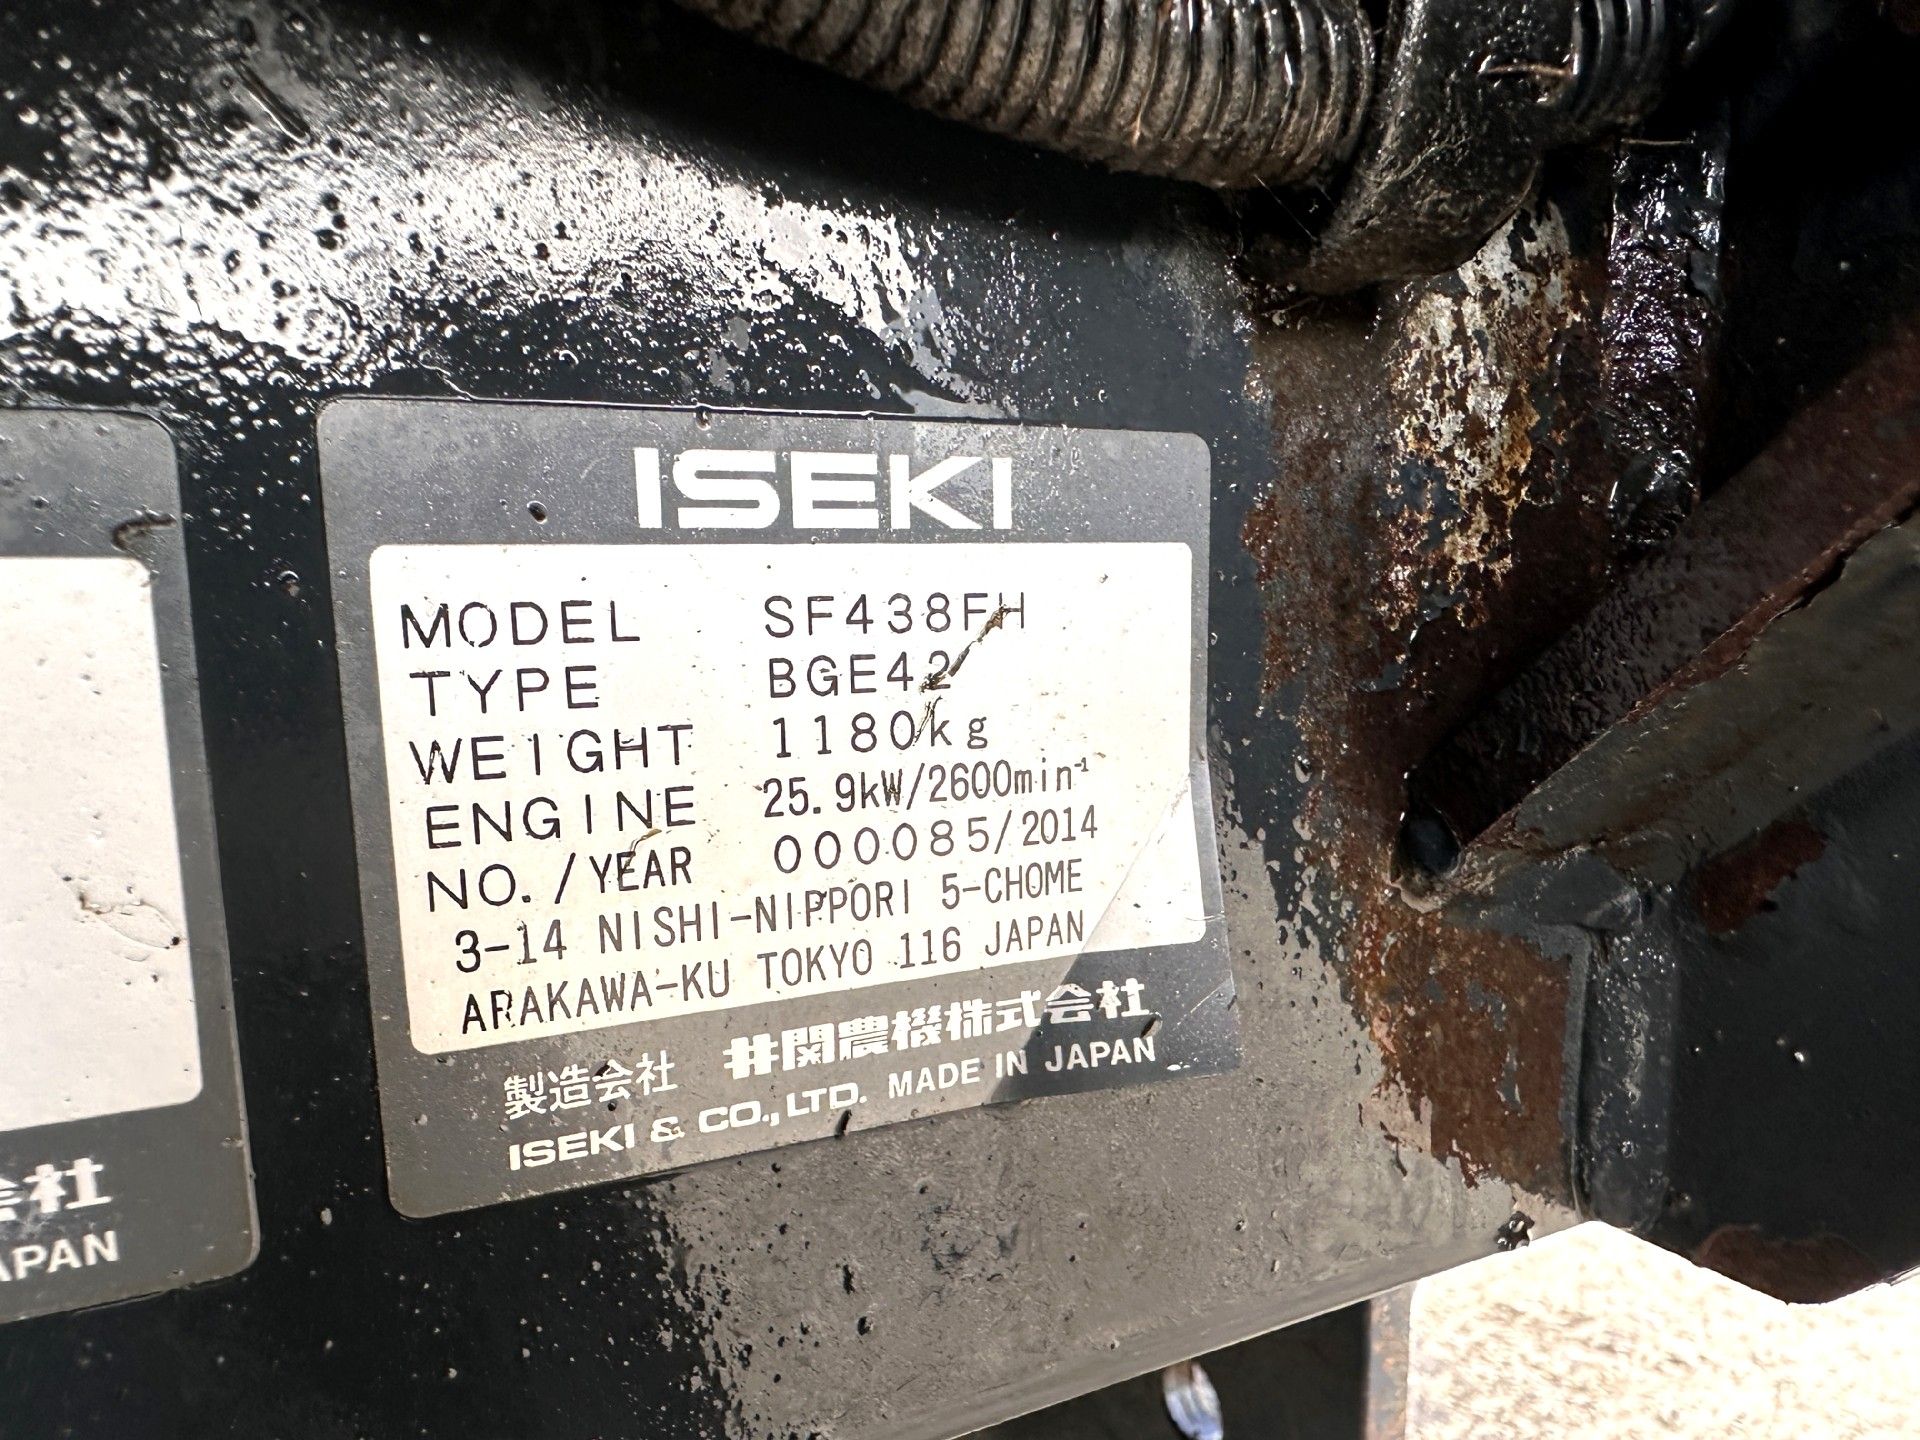 ISEKI
MODEL SF438FH
TYPE BGE42
WEIGHT 1180kg
ENGINE 25.9kW/2600min⁻¹
NO./YEAR 000085/2014
3-14 NISHI-NIPPORI 5-CHOME
ARAKAWA-KU TOKYO 116 JAPAN
製造会社 井関農機株式会社
ISEKI & CO., LTD. MADE IN JAPAN
会社
JAPAN